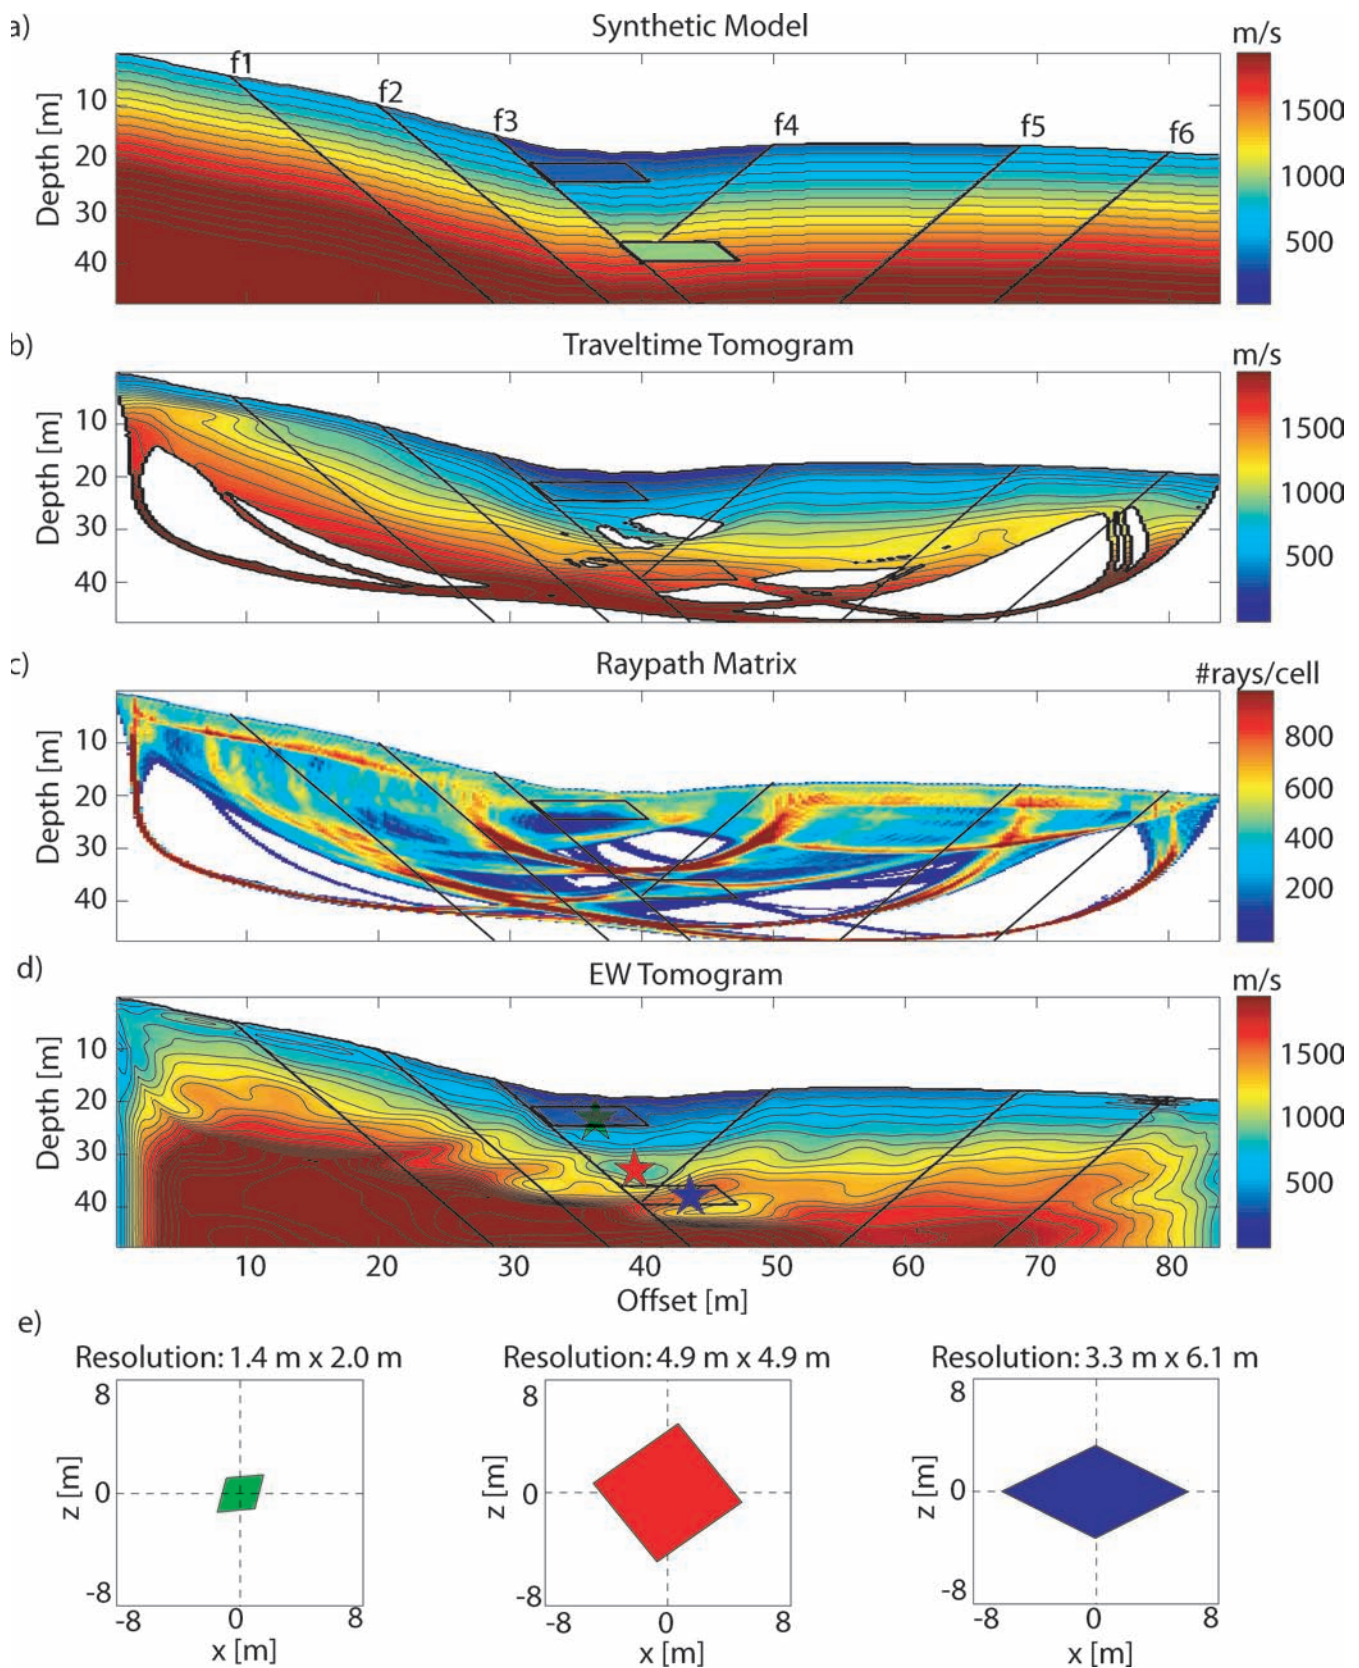 a)
Synthetic Model
m/s
f1
f2
f3
f4
f5
f6
Depth [m]
10
20
30
40
1500
1000
500
b)
Traveltime Tomogram
m/s
Depth [m]
10
20
30
40
1500
1000
500
c)
Raypath Matrix
#rays/cell
Depth [m]
10
20
30
40
800
600
400
200
d)
EW Tomogram
m/s
Depth [m]
10
20
30
40
1500
1000
500
10 20 30 40 50 60 70 80
Offset [m]
e)
Resolution: 1.4 m x 2.0 m
8
z [m]
0
-8
-8 0 8
x [m]
Resolution: 4.9 m x 4.9 m
8
z [m]
0
-8
-8 0 8
x [m]
Resolution: 3.3 m x 6.1 m
8
z [m]
0
-8
-8 0 8
x [m]